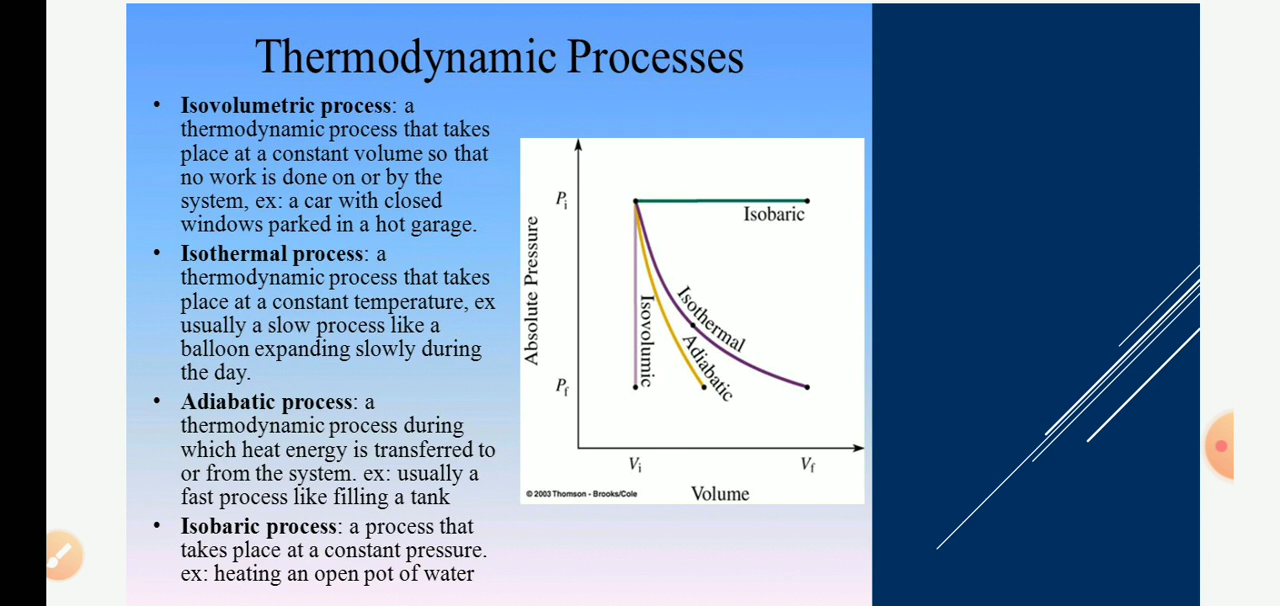 Thermodynamic Processes
• Isovolumetric process: a
thermodynamic process that takes
place at a constant volume so that
no work is done on or by the
system, ex: a car with closed
windows parked in a hot garage.
• Isothermal process: a
thermodynamic process that takes
place at a constant temperature, ex
usually a slow process like a
balloon expanding slowly during
the day.
• Adiabatic process: a
thermodynamic process during
which heat energy is transferred to
or from the system. ex: usually a
fast process like filling a tank
• Isobaric process: a process that
takes place at a constant pressure.
ex: heating an open pot of water
Absolute Pressure
Pi
Pf
Isobaric
Isothermal
Adiabatic
Isovolumic
Vi
Vf
Volume
© 2003 Thomson - Brooks/Cole